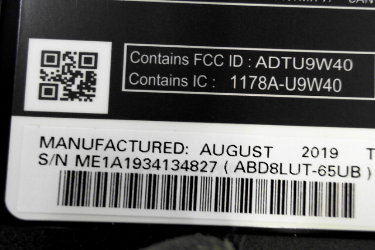 Contains FCC ID : ADTU9W40
Contains IC : 1178A-U9W40
MANUFACTURED: AUGUST 2019 T
S/N ME1A1934134827 ( ABD8LUT-65UB )